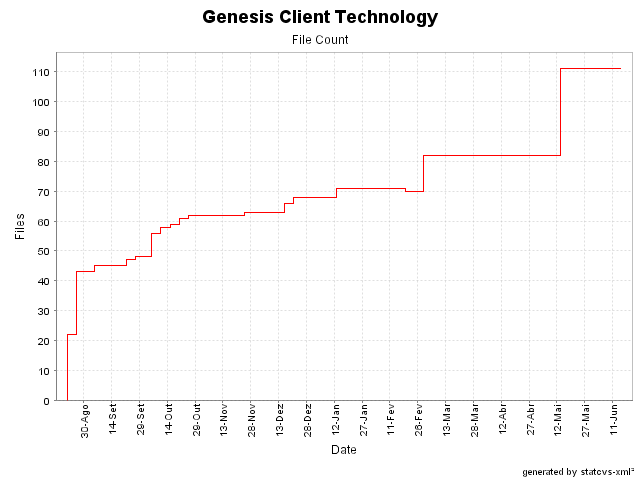 Genesis Client Technology
File Count
110
100
90
80
70
60
50
40
30
20
10
0
Files
30-Ago
14-Set
29-Set
14-Out
29-Out
13-Nov
28-Nov
13-Dez
28-Dez
12-Jan
27-Jan
11-Fev
26-Fev
13-Mar
28-Mar
12-Abr
27-Abr
12-Mai
27-Mai
11-Jun
Date
generated by statcvs-xml²